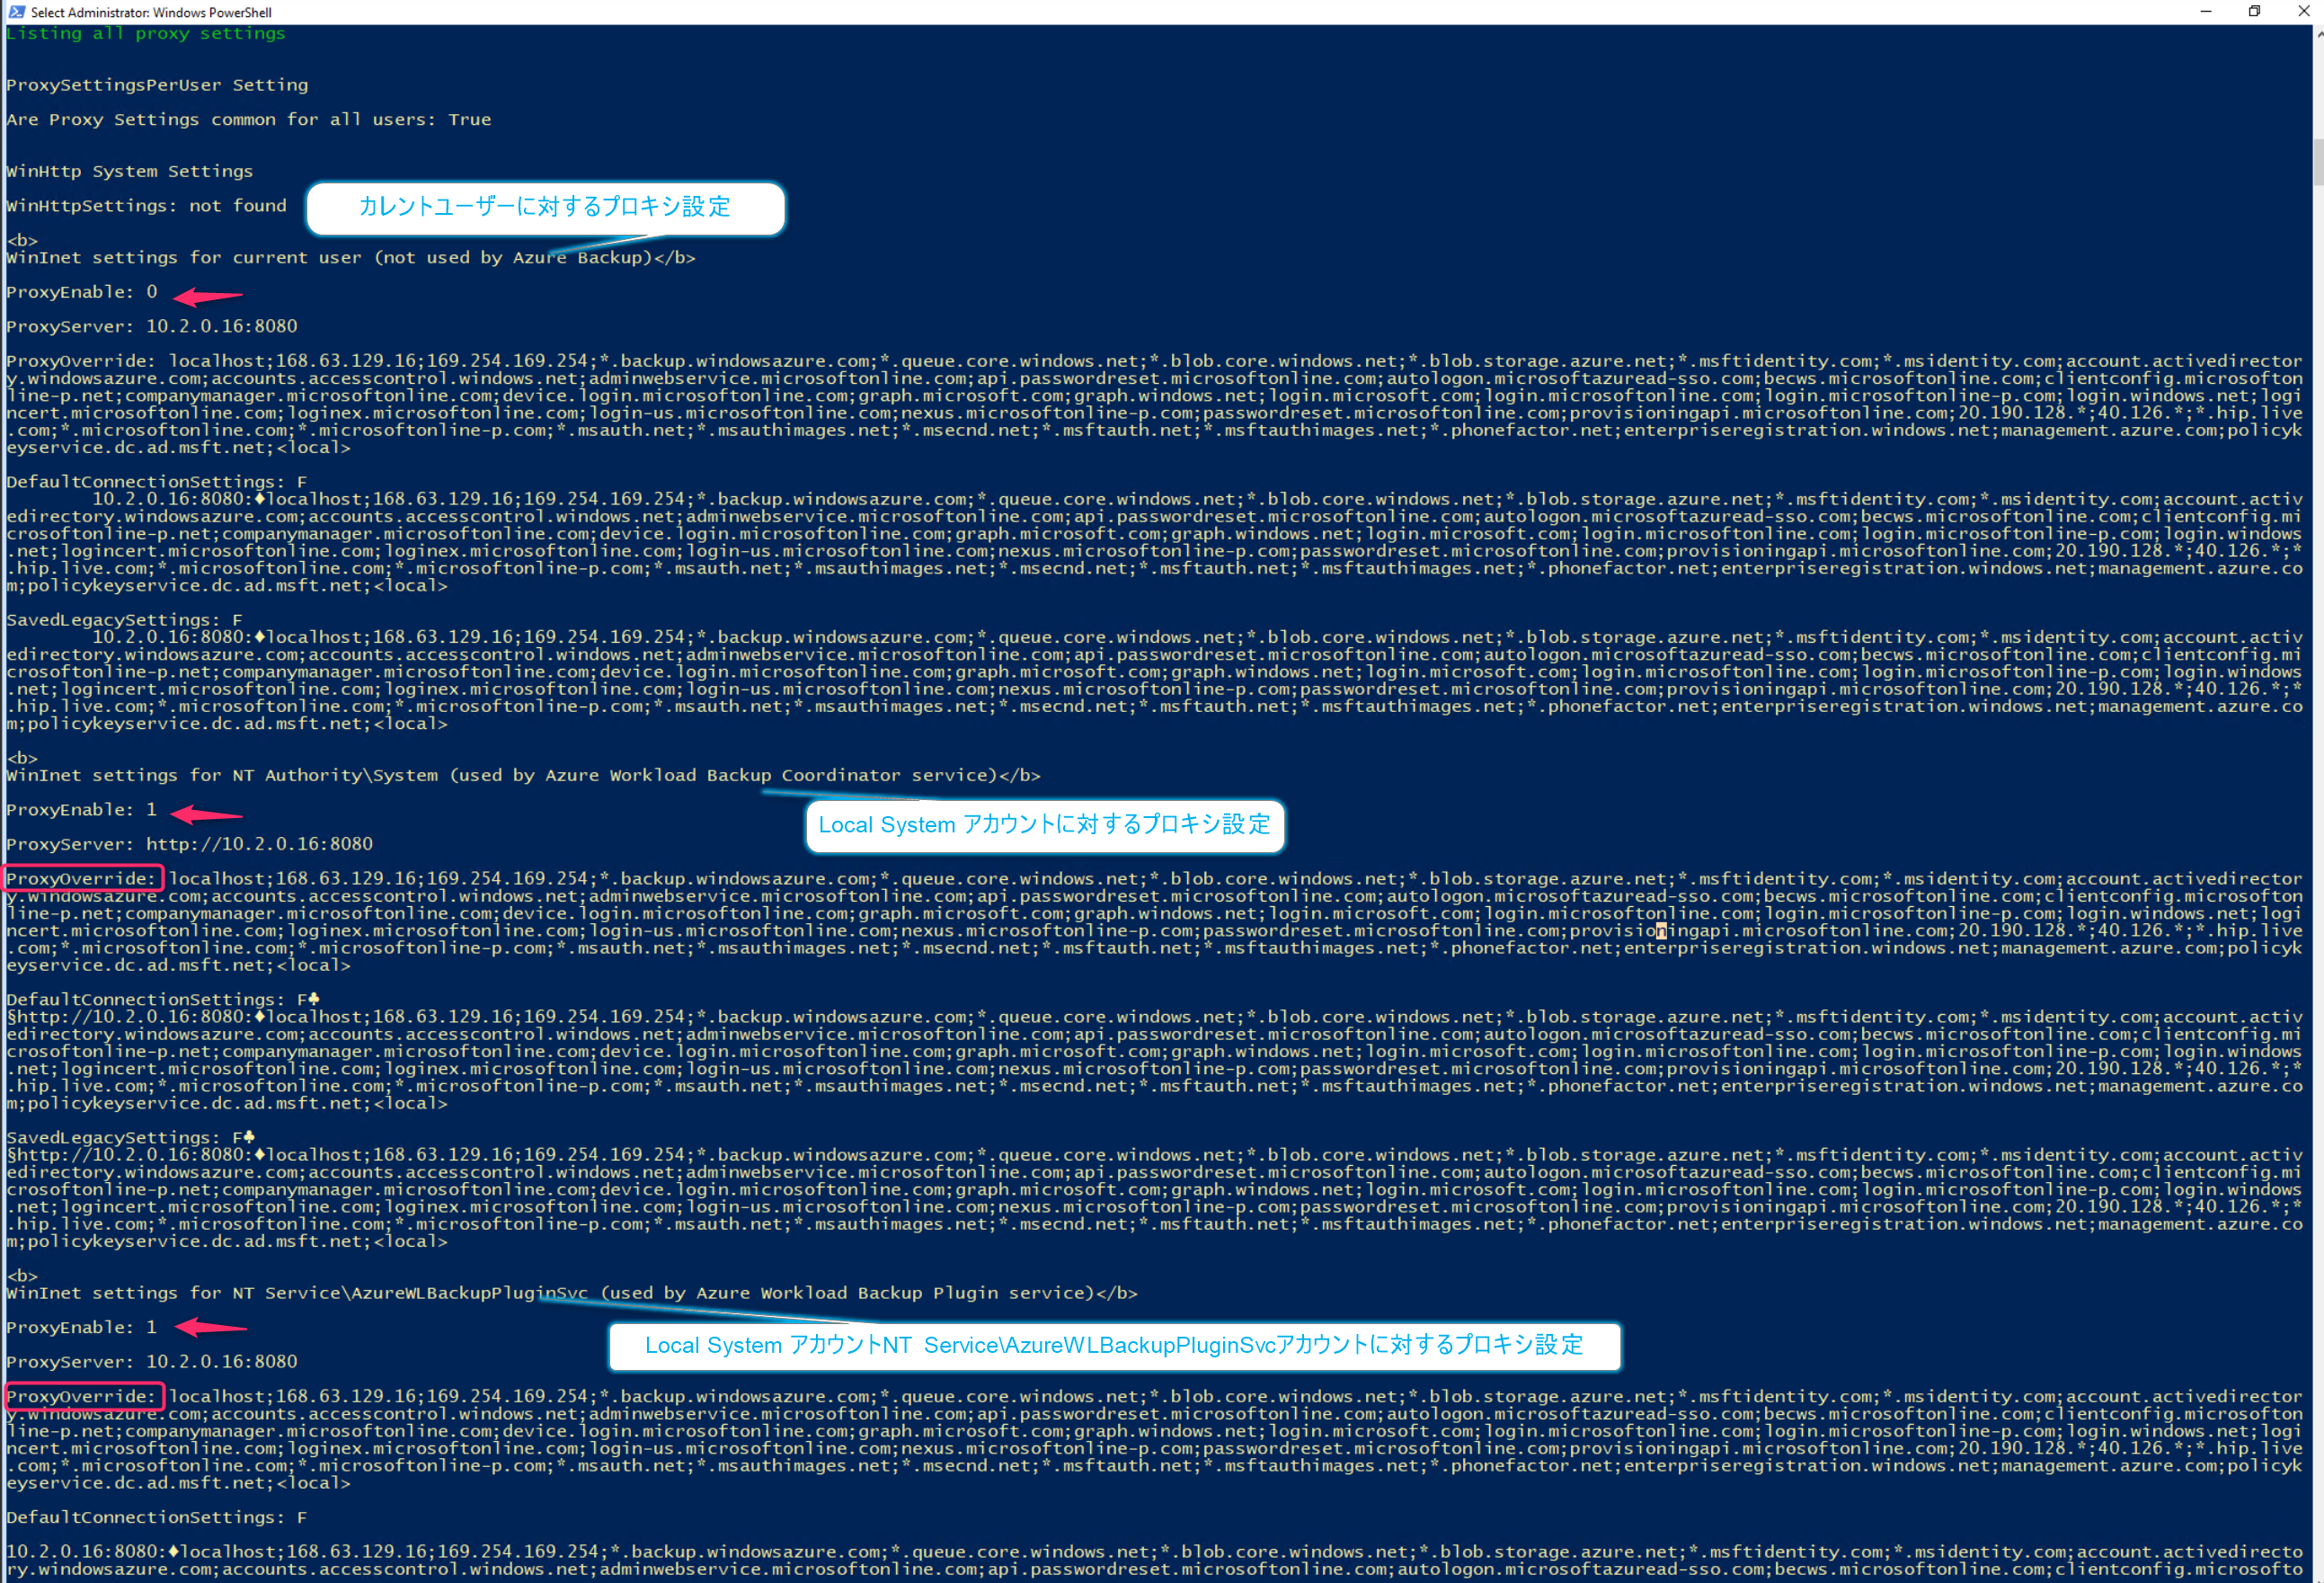 Select Administrator: Windows PowerShell
Listing all proxy settings
ProxySettingsPerUser Setting
Are Proxy Settings common for all users: True
WinHttp System Settings
WinHttpSettings: not found
カレントユーザーに対するプロキシ設定
<b>
WinInet settings for current user (not used by Azure Backup)</b>
ProxyEnable: 0
ProxyServer: 10.2.0.16:8080
ProxyOverride: localhost;168.63.129.16;169.254.169.254;*.backup.windowsazure.com;*.queue.core.windows.net;*.blob.core.windows.net;*.blob.storage.azure.net;*.msftidentity.com;*.msidentity.com;account.activedirector
y.windowsazure.com;accounts.accesscontrol.windows.net;adminwebservice.microsoftonline.com;api.passwordreset.microsoftonline.com;autologon.microsoftazuread-sso.com;becws.microsoftonline.com;clientconfig.microsofton
line-p.net;companymanager.microsoftonline.com;device.login.microsoftonline.com;graph.microsoft.com;graph.windows.net;login.microsoft.com;login.microsoftonline.com;login.microsoftonline-p.com;login.windows.net;logi
ncert.microsoftonline.com;loginex.microsoftonline.com;login-us.microsoftonline.com;nexus.microsoftonline-p.com;passwordreset.microsoftonline.com;provisioningapi.microsoftonline.com;20.190.128.*;40.126.*;*.hip.live
.com;*.microsoftonline.com;*.microsoftonline-p.com;*.msauth.net;*.msauthimages.net;*.msecnd.net;*.msftauth.net;*.msftauthimages.net;*.phonefactor.net;enterpriseregistration.windows.net;management.azure.com;policyk
eyservice.dc.ad.msft.net;<local>
DefaultConnectionSettings: F
10.2.0.16:8080:♦localhost;168.63.129.16;169.254.169.254;*.backup.windowsazure.com;*.queue.core.windows.net;*.blob.core.windows.net;*.blob.storage.azure.net;*.msftidentity.com;*.msidentity.com;account.activ
edirectory.windowsazure.com;accounts.accesscontrol.windows.net;adminwebservice.microsoftonline.com;api.passwordreset.microsoftonline.com;autologon.microsoftazuread-sso.com;becws.microsoftonline.com;clientconfig.mi
crosoftonline-p.net;companymanager.microsoftonline.com;device.login.microsoftonline.com;graph.microsoft.com;graph.windows.net;login.microsoft.com;login.microsoftonline.com;login.microsoftonline-p.com;login.windows
.net;logincert.microsoftonline.com;loginex.microsoftonline.com;login-us.microsoftonline.com;nexus.microsoftonline-p.com;passwordreset.microsoftonline.com;provisioningapi.microsoftonline.com;20.190.128.*;40.126.*;*
.hip.live.com;*.microsoftonline.com;*.microsoftonline-p.com;*.msauth.net;*.msauthimages.net;*.msecnd.net;*.msftauth.net;*.msftauthimages.net;*.phonefactor.net;enterpriseregistration.windows.net;management.azure.co
m;policykeyservice.dc.ad.msft.net;<local>
SavedLegacySettings: F
10.2.0.16:8080:♦localhost;168.63.129.16;169.254.169.254;*.backup.windowsazure.com;*.queue.core.windows.net;*.blob.core.windows.net;*.blob.storage.azure.net;*.msftidentity.com;*.msidentity.com;account.activ
edirectory.windowsazure.com;accounts.accesscontrol.windows.net;adminwebservice.microsoftonline.com;api.passwordreset.microsoftonline.com;autologon.microsoftazuread-sso.com;becws.microsoftonline.com;clientconfig.mi
crosoftonline-p.net;companymanager.microsoftonline.com;device.login.microsoftonline.com;graph.microsoft.com;graph.windows.net;login.microsoft.com;login.microsoftonline.com;login.microsoftonline-p.com;login.windows
.net;logincert.microsoftonline.com;loginex.microsoftonline.com;login-us.microsoftonline.com;nexus.microsoftonline-p.com;passwordreset.microsoftonline.com;provisioningapi.microsoftonline.com;20.190.128.*;40.126.*;*
.hip.live.com;*.microsoftonline.com;*.microsoftonline-p.com;*.msauth.net;*.msauthimages.net;*.msecnd.net;*.msftauth.net;*.msftauthimages.net;*.phonefactor.net;enterpriseregistration.windows.net;management.azure.co
m;policykeyservice.dc.ad.msft.net;<local>
<b>
WinInet settings for NT Authority\System (used by Azure Workload Backup Coordinator service)</b>
ProxyEnable: 1
Local System アカウントに対するプロキシ設定
ProxyServer: http://10.2.0.16:8080
ProxyOverride: localhost;168.63.129.16;169.254.169.254;*.backup.windowsazure.com;*.queue.core.windows.net;*.blob.core.windows.net;*.blob.storage.azure.net;*.msftidentity.com;*.msidentity.com;account.activedirector
y.windowsazure.com;accounts.accesscontrol.windows.net;adminwebservice.microsoftonline.com;api.passwordreset.microsoftonline.com;autologon.microsoftazuread-sso.com;becws.microsoftonline.com;clientconfig.microsofton
line-p.net;companymanager.microsoftonline.com;device.login.microsoftonline.com;graph.microsoft.com;graph.windows.net;login.microsoft.com;login.microsoftonline.com;login.microsoftonline-p.com;login.windows.net;logi
ncert.microsoftonline.com;loginex.microsoftonline.com;login-us.microsoftonline.com;nexus.microsoftonline-p.com;passwordreset.microsoftonline.com;provisioningapi.microsoftonline.com;20.190.128.*;40.126.*;*.hip.live
.com;*.microsoftonline.com;*.microsoftonline-p.com;*.msauth.net;*.msauthimages.net;*.msecnd.net;*.msftauth.net;*.msftauthimages.net;*.phonefactor.net;enterpriseregistration.windows.net;management.azure.com;policyk
eyservice.dc.ad.msft.net;<local>
DefaultConnectionSettings: F♣
§http://10.2.0.16:8080:♦localhost;168.63.129.16;169.254.169.254;*.backup.windowsazure.com;*.queue.core.windows.net;*.blob.core.windows.net;*.blob.storage.azure.net;*.msftidentity.com;*.msidentity.com;account.activ
edirectory.windowsazure.com;accounts.accesscontrol.windows.net;adminwebservice.microsoftonline.com;api.passwordreset.microsoftonline.com;autologon.microsoftazuread-sso.com;becws.microsoftonline.com;clientconfig.mi
crosoftonline-p.net;companymanager.microsoftonline.com;device.login.microsoftonline.com;graph.microsoft.com;graph.windows.net;login.microsoft.com;login.microsoftonline.com;login.microsoftonline-p.com;login.windows
.net;logincert.microsoftonline.com;loginex.microsoftonline.com;login-us.microsoftonline.com;nexus.microsoftonline-p.com;passwordreset.microsoftonline.com;provisioningapi.microsoftonline.com;20.190.128.*;40.126.*;*
.hip.live.com;*.microsoftonline.com;*.microsoftonline-p.com;*.msauth.net;*.msauthimages.net;*.msecnd.net;*.msftauth.net;*.msftauthimages.net;*.phonefactor.net;enterpriseregistration.windows.net;management.azure.co
m;policykeyservice.dc.ad.msft.net;<local>
SavedLegacySettings: F♣
§http://10.2.0.16:8080:♦localhost;168.63.129.16;169.254.169.254;*.backup.windowsazure.com;*.queue.core.windows.net;*.blob.core.windows.net;*.blob.storage.azure.net;*.msftidentity.com;*.msidentity.com;account.activ
edirectory.windowsazure.com;accounts.accesscontrol.windows.net;adminwebservice.microsoftonline.com;api.passwordreset.microsoftonline.com;autologon.microsoftazuread-sso.com;becws.microsoftonline.com;clientconfig.mi
crosoftonline-p.net;companymanager.microsoftonline.com;device.login.microsoftonline.com;graph.microsoft.com;graph.windows.net;login.microsoft.com;login.microsoftonline.com;login.microsoftonline-p.com;login.windows
.net;logincert.microsoftonline.com;loginex.microsoftonline.com;login-us.microsoftonline.com;nexus.microsoftonline-p.com;passwordreset.microsoftonline.com;provisioningapi.microsoftonline.com;20.190.128.*;40.126.*;*
.hip.live.com;*.microsoftonline.com;*.microsoftonline-p.com;*.msauth.net;*.msauthimages.net;*.msecnd.net;*.msftauth.net;*.msftauthimages.net;*.phonefactor.net;enterpriseregistration.windows.net;management.azure.co
m;policykeyservice.dc.ad.msft.net;<local>
<b>
WinInet settings for NT Service\AzureWLBackupPluginSvc (used by Azure Workload Backup Plugin service)</b>
ProxyEnable: 1
Local System アカウントNT Service\AzureWLBackupPluginSvcアカウントに対するプロキシ設定
ProxyServer: 10.2.0.16:8080
ProxyOverride: localhost;168.63.129.16;169.254.169.254;*.backup.windowsazure.com;*.queue.core.windows.net;*.blob.core.windows.net;*.blob.storage.azure.net;*.msftidentity.com;*.msidentity.com;account.activedirector
y.windowsazure.com;accounts.accesscontrol.windows.net;adminwebservice.microsoftonline.com;api.passwordreset.microsoftonline.com;autologon.microsoftazuread-sso.com;becws.microsoftonline.com;clientconfig.microsofton
line-p.net;companymanager.microsoftonline.com;device.login.microsoftonline.com;graph.microsoft.com;graph.windows.net;login.microsoft.com;login.microsoftonline.com;login.microsoftonline-p.com;login.windows.net;logi
ncert.microsoftonline.com;loginex.microsoftonline.com;login-us.microsoftonline.com;nexus.microsoftonline-p.com;passwordreset.microsoftonline.com;provisioningapi.microsoftonline.com;20.190.128.*;40.126.*;*.hip.live
.com;*.microsoftonline.com;*.microsoftonline-p.com;*.msauth.net;*.msauthimages.net;*.msecnd.net;*.msftauth.net;*.msftauthimages.net;*.phonefactor.net;enterpriseregistration.windows.net;management.azure.com;policyk
eyservice.dc.ad.msft.net;<local>
DefaultConnectionSettings: F
10.2.0.16:8080:♦localhost;168.63.129.16;169.254.169.254;*.backup.windowsazure.com;*.queue.core.windows.net;*.blob.core.windows.net;*.blob.storage.azure.net;*.msftidentity.com;*.msidentity.com;account.activedirecto
ry.windowsazure.com;accounts.accesscontrol.windows.net;adminwebservice.microsoftonline.com;api.passwordreset.microsoftonline.com;autologon.microsoftazuread-sso.com;becws.microsoftonline.com;clientconfig.microsofto